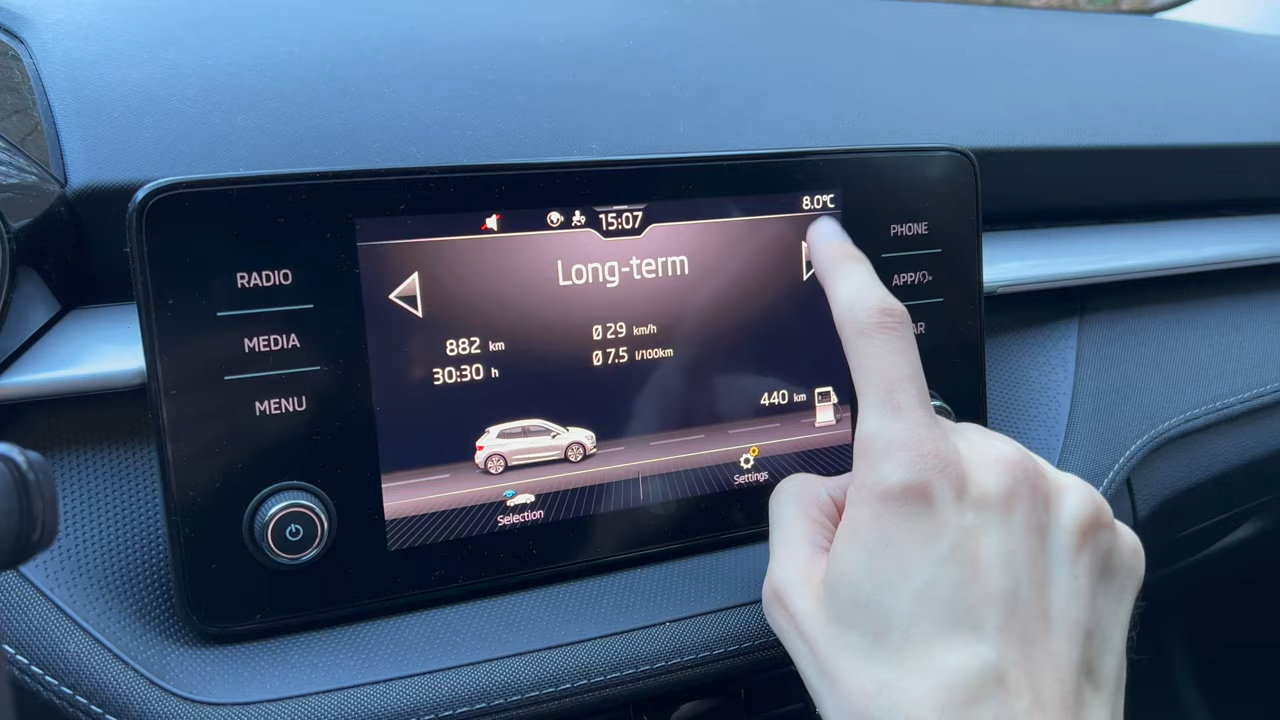 15:07
8.0°C
Long-term
882 km
Ø 29 km/h
30:30 h
Ø 7.5 l/100km
440 km
Selection
Settings
RADIO
MEDIA
MENU
PHONE
APP/
AR